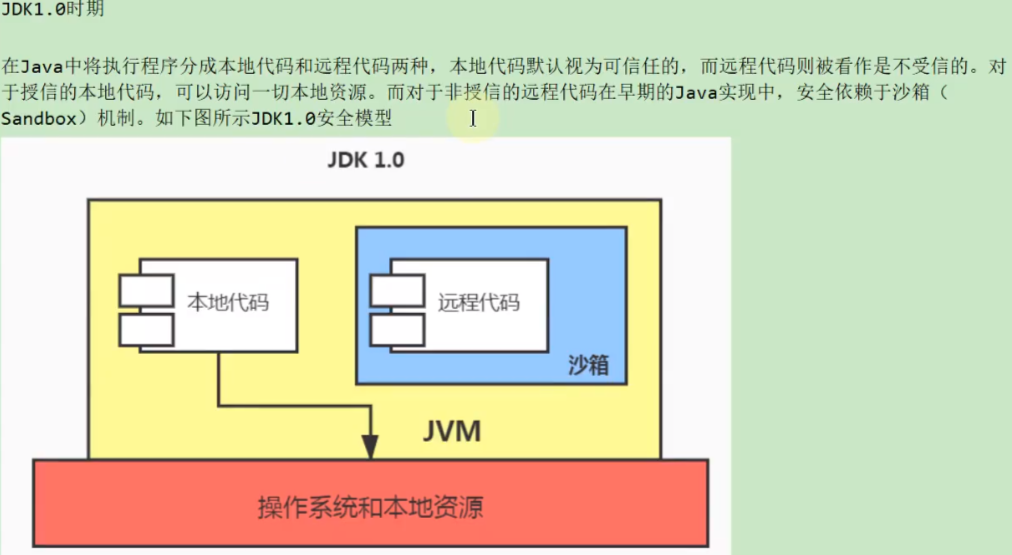 JDK1.0时期
在Java中将执行程序分成本地代码和远程代码两种，本地代码默认视为可信任的，而远程代码则被看作是不受信的。对
于授信的本地代码，可以访问一切本地资源。而对于非授信的远程代码在早期的Java实现中，安全依赖于沙箱（
Sandbox）机制。如下图所示JDK1.0安全模型
JDK 1.0
本地代码
远程代码
沙箱
JVM
操作系统和本地资源